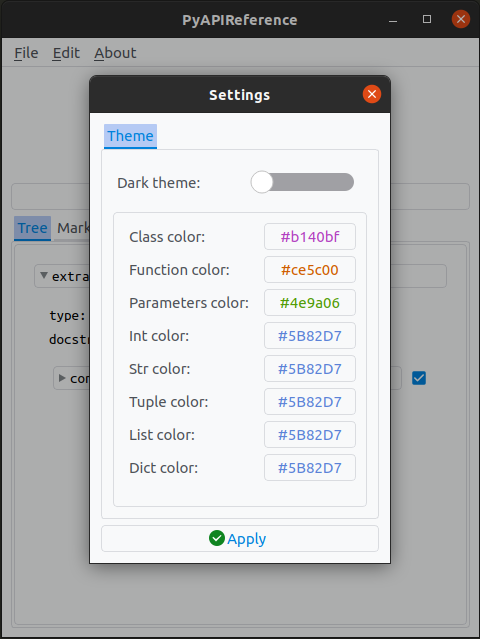 PyAPIReference
File Edit About
Settings
Theme
Dark theme:
Class color: #b140bf
Function color: #ce5c00
Parameters color: #4e9a06
Int color: #5B82D7
Str color: #5B82D7
Tuple color: #5B82D7
List color: #5B82D7
Dict color: #5B82D7
Apply
Tree Mark
extra
type:
docstr
con